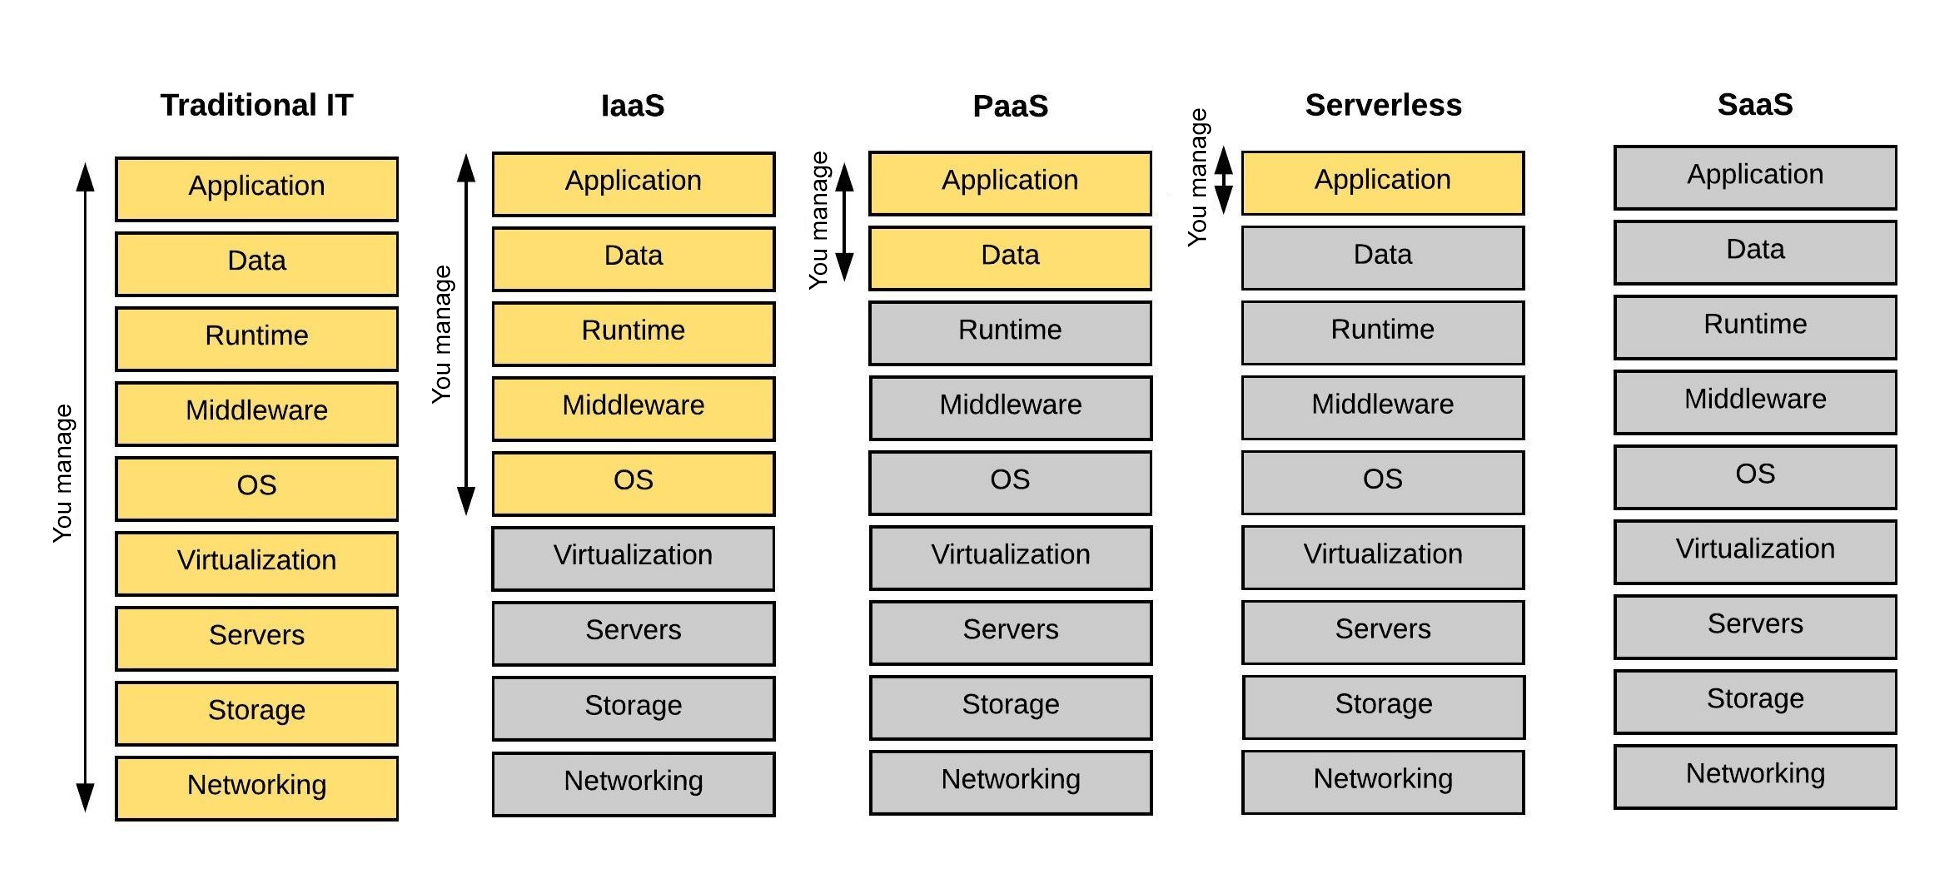 Traditional IT
You manage
Application
Data
Runtime
Middleware
OS
Virtualization
Servers
Storage
Networking
IaaS
You manage
Application
Data
Runtime
Middleware
OS
Virtualization
Servers
Storage
Networking
PaaS
You manage
Application
Data
Runtime
Middleware
OS
Virtualization
Servers
Storage
Networking
Serverless
You manage
Application
Data
Runtime
Middleware
OS
Virtualization
Servers
Storage
Networking
SaaS
Application
Data
Runtime
Middleware
OS
Virtualization
Servers
Storage
Networking